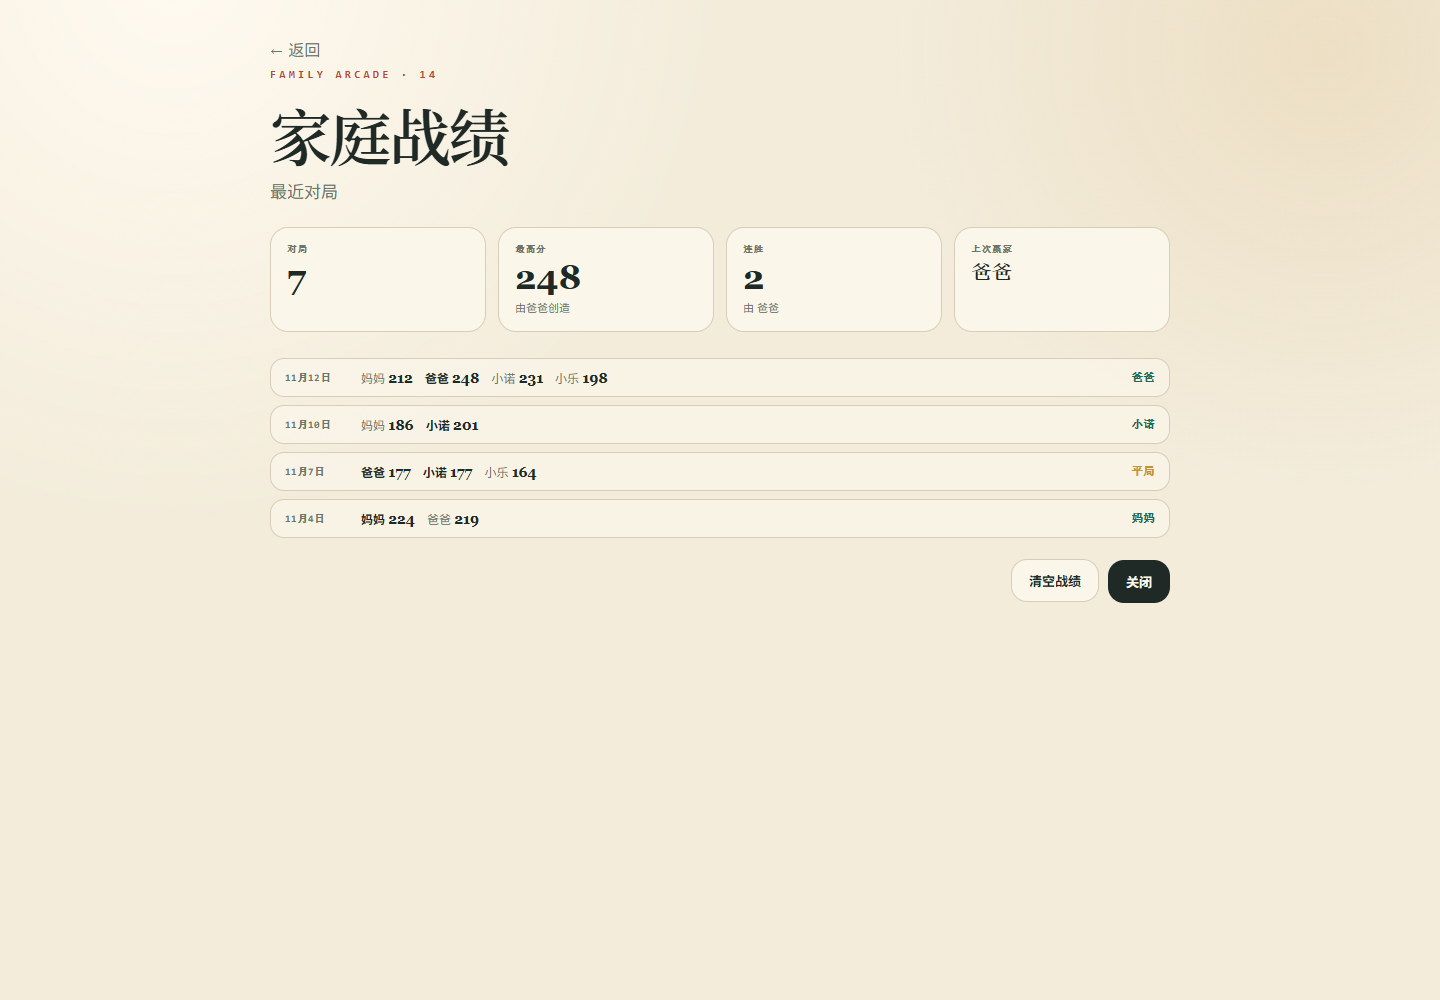 ← 返回
FAMILY ARCADE · 14
家庭战绩
最近对局
对局
7
最高分
248
由爸爸创造
连胜
2
由 爸爸
上次赢家
爸爸
11月12日 妈妈 212 爸爸 248 小诺 231 小乐 198 爸爸
11月10日 妈妈 186 小诺 201 小诺
11月7日 爸爸 177 小诺 177 小乐 164 平局
11月4日 妈妈 224 爸爸 219 妈妈
清空战绩 关闭